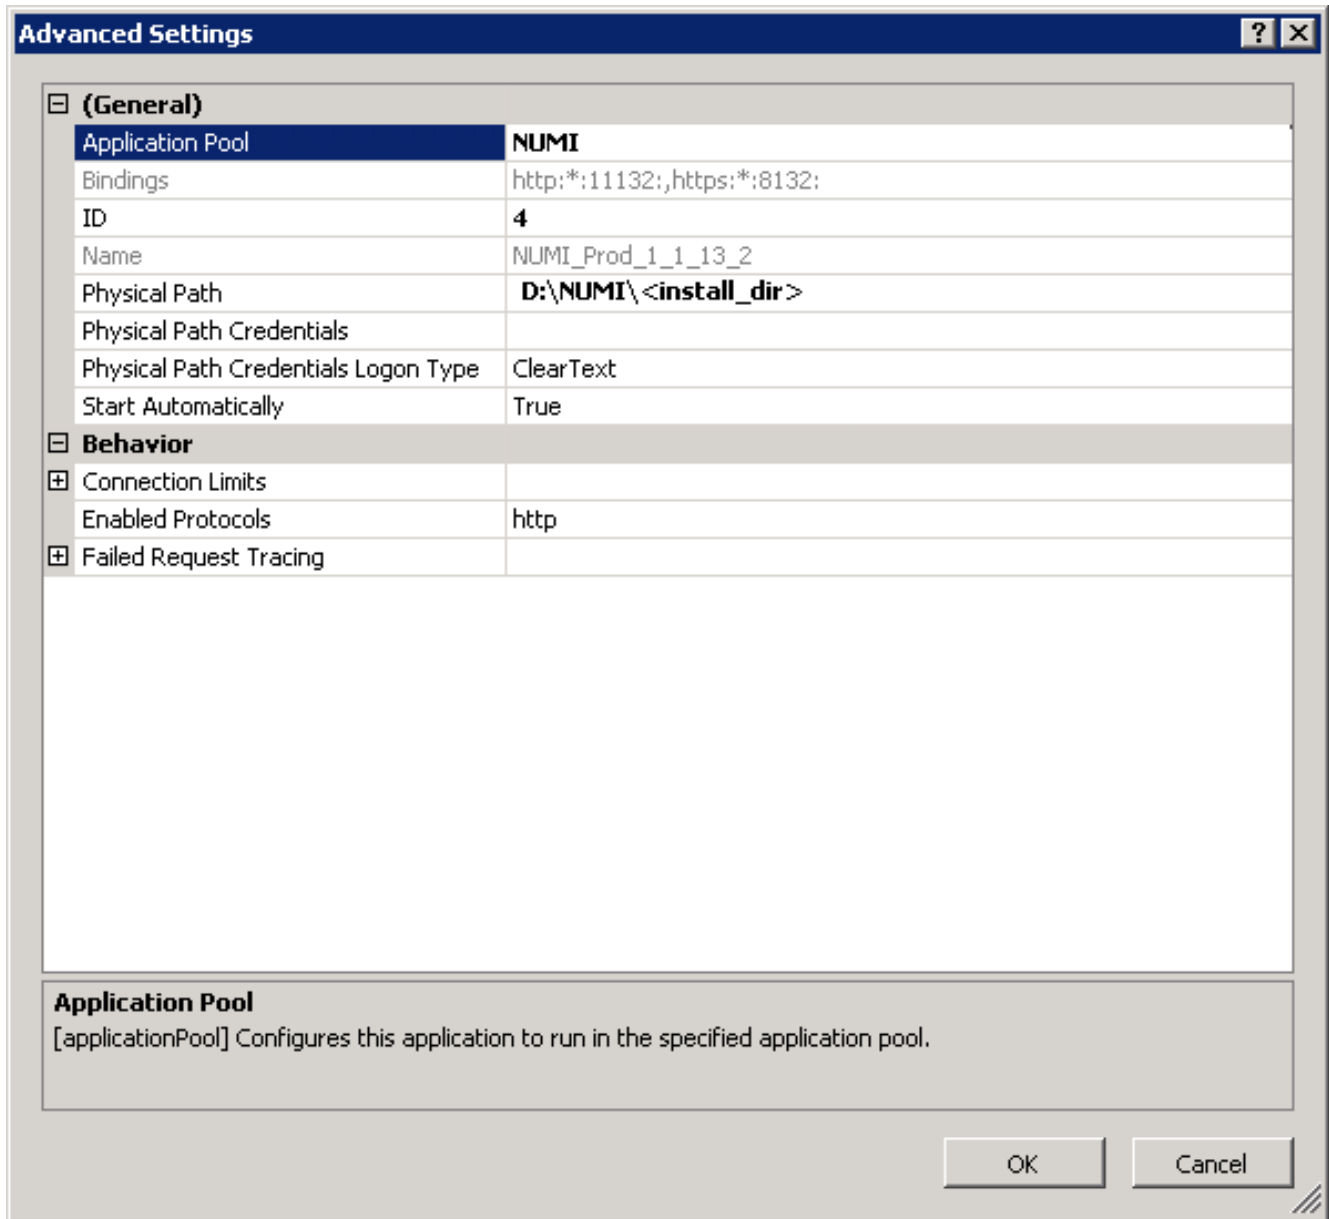 Advanced Settings
(General)
Application Pool NUMI
Bindings http:*:11132:,https:*:8132:
ID 4
Name NUMI_Prod_1_1_13_2
Physical Path D:\NUMI\<install_dir>
Physical Path Credentials
Physical Path Credentials Logon Type ClearText
Start Automatically True
Behavior
Connection Limits
Enabled Protocols http
Failed Request Tracing
Application Pool
[applicationPool] Configures this application to run in the specified application pool.
OK Cancel